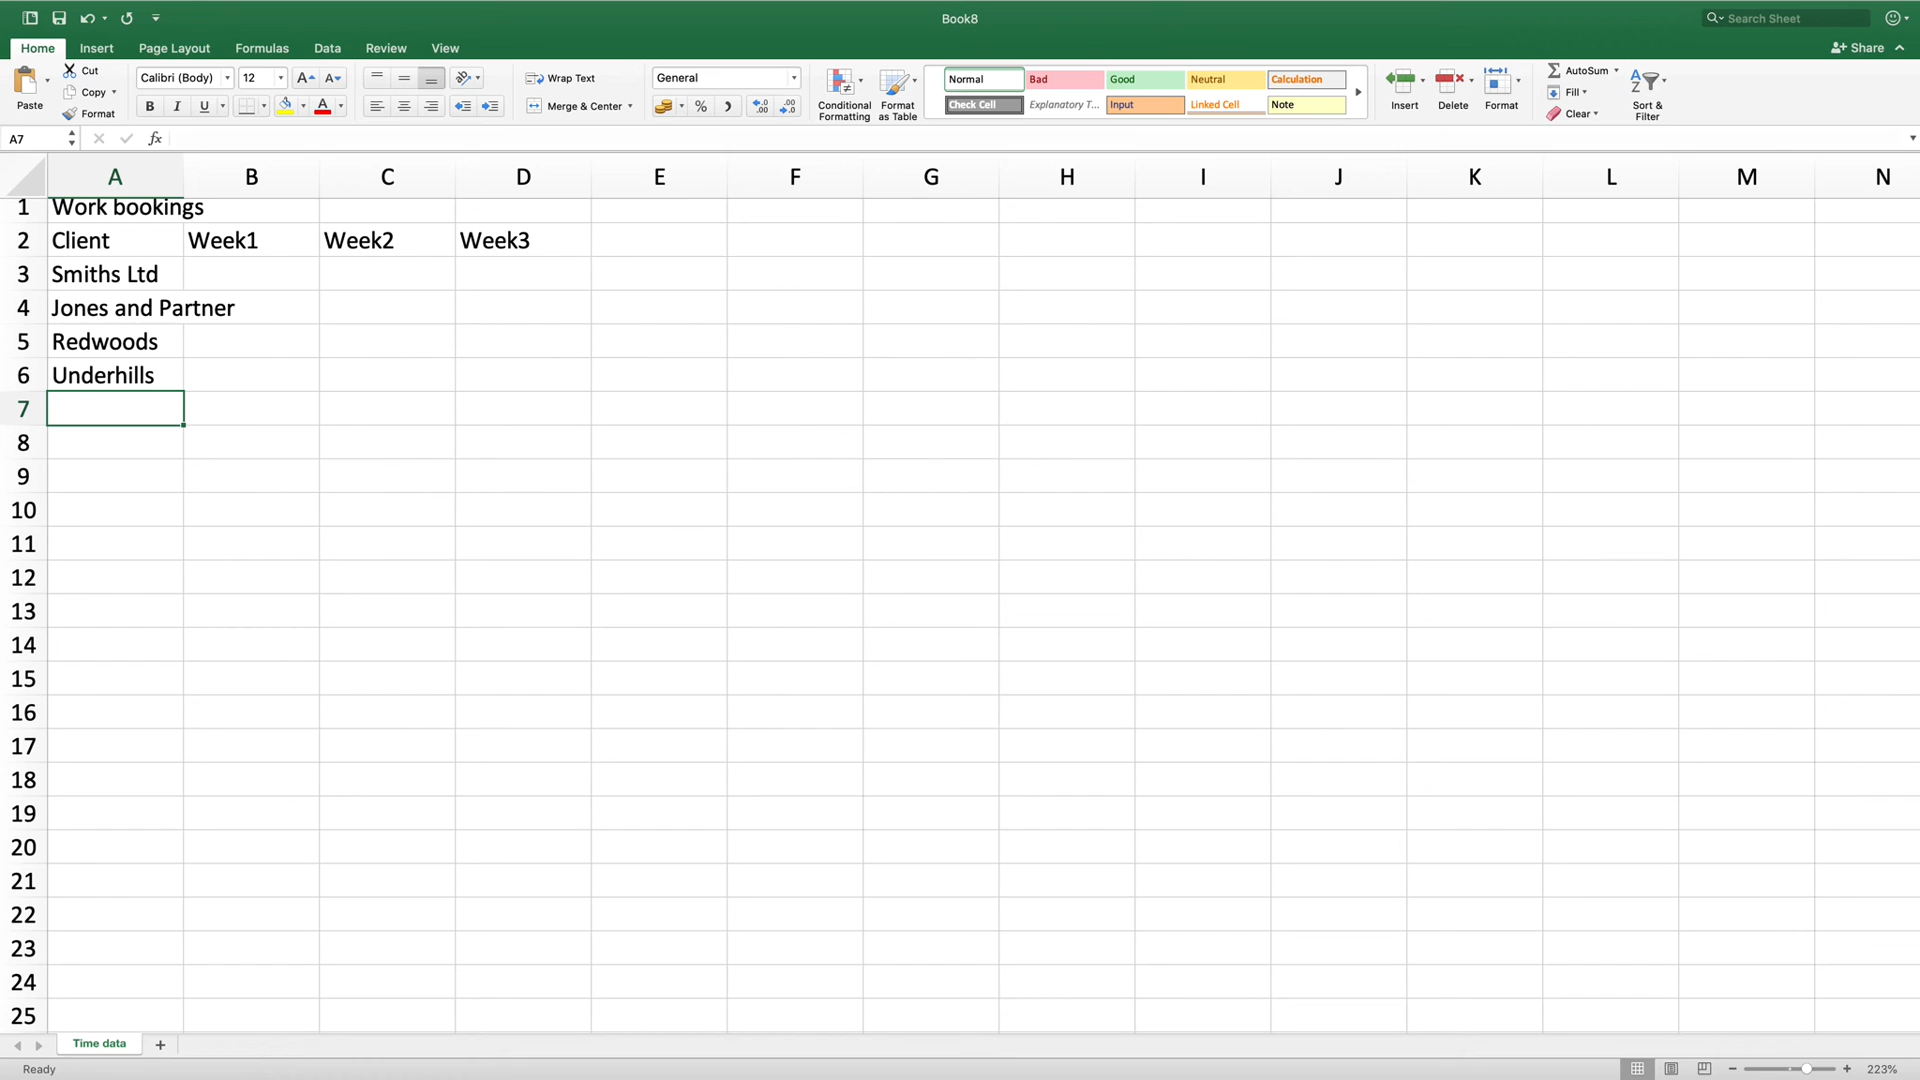 Book8
Search Sheet
Home Insert Page Layout Formulas Data Review View
Share
Paste
Cut
Copy
Format
Calibri (Body) 12
A A
B I U A
Wrap Text
Merge & Center
General
%
.0 .00
.00 .0
Conditional Formatting
Format as Table
Normal Bad Good Neutral Calculation
Check Cell Explanatory T... Input Linked Cell Note
Insert
Delete
Format
AutoSum
Fill
Clear
A
Z
Sort & Filter
A7 fx
A B C D E F G H I J K L M N
1 Work bookings
2 Client Week1 Week2 Week3
3 Smiths Ltd
4 Jones and Partner
5 Redwoods
6 Underhills
7
8
9
10
11
12
13
14
15
16
17
18
19
20
21
22
23
24
25
Time data +
Ready
223%